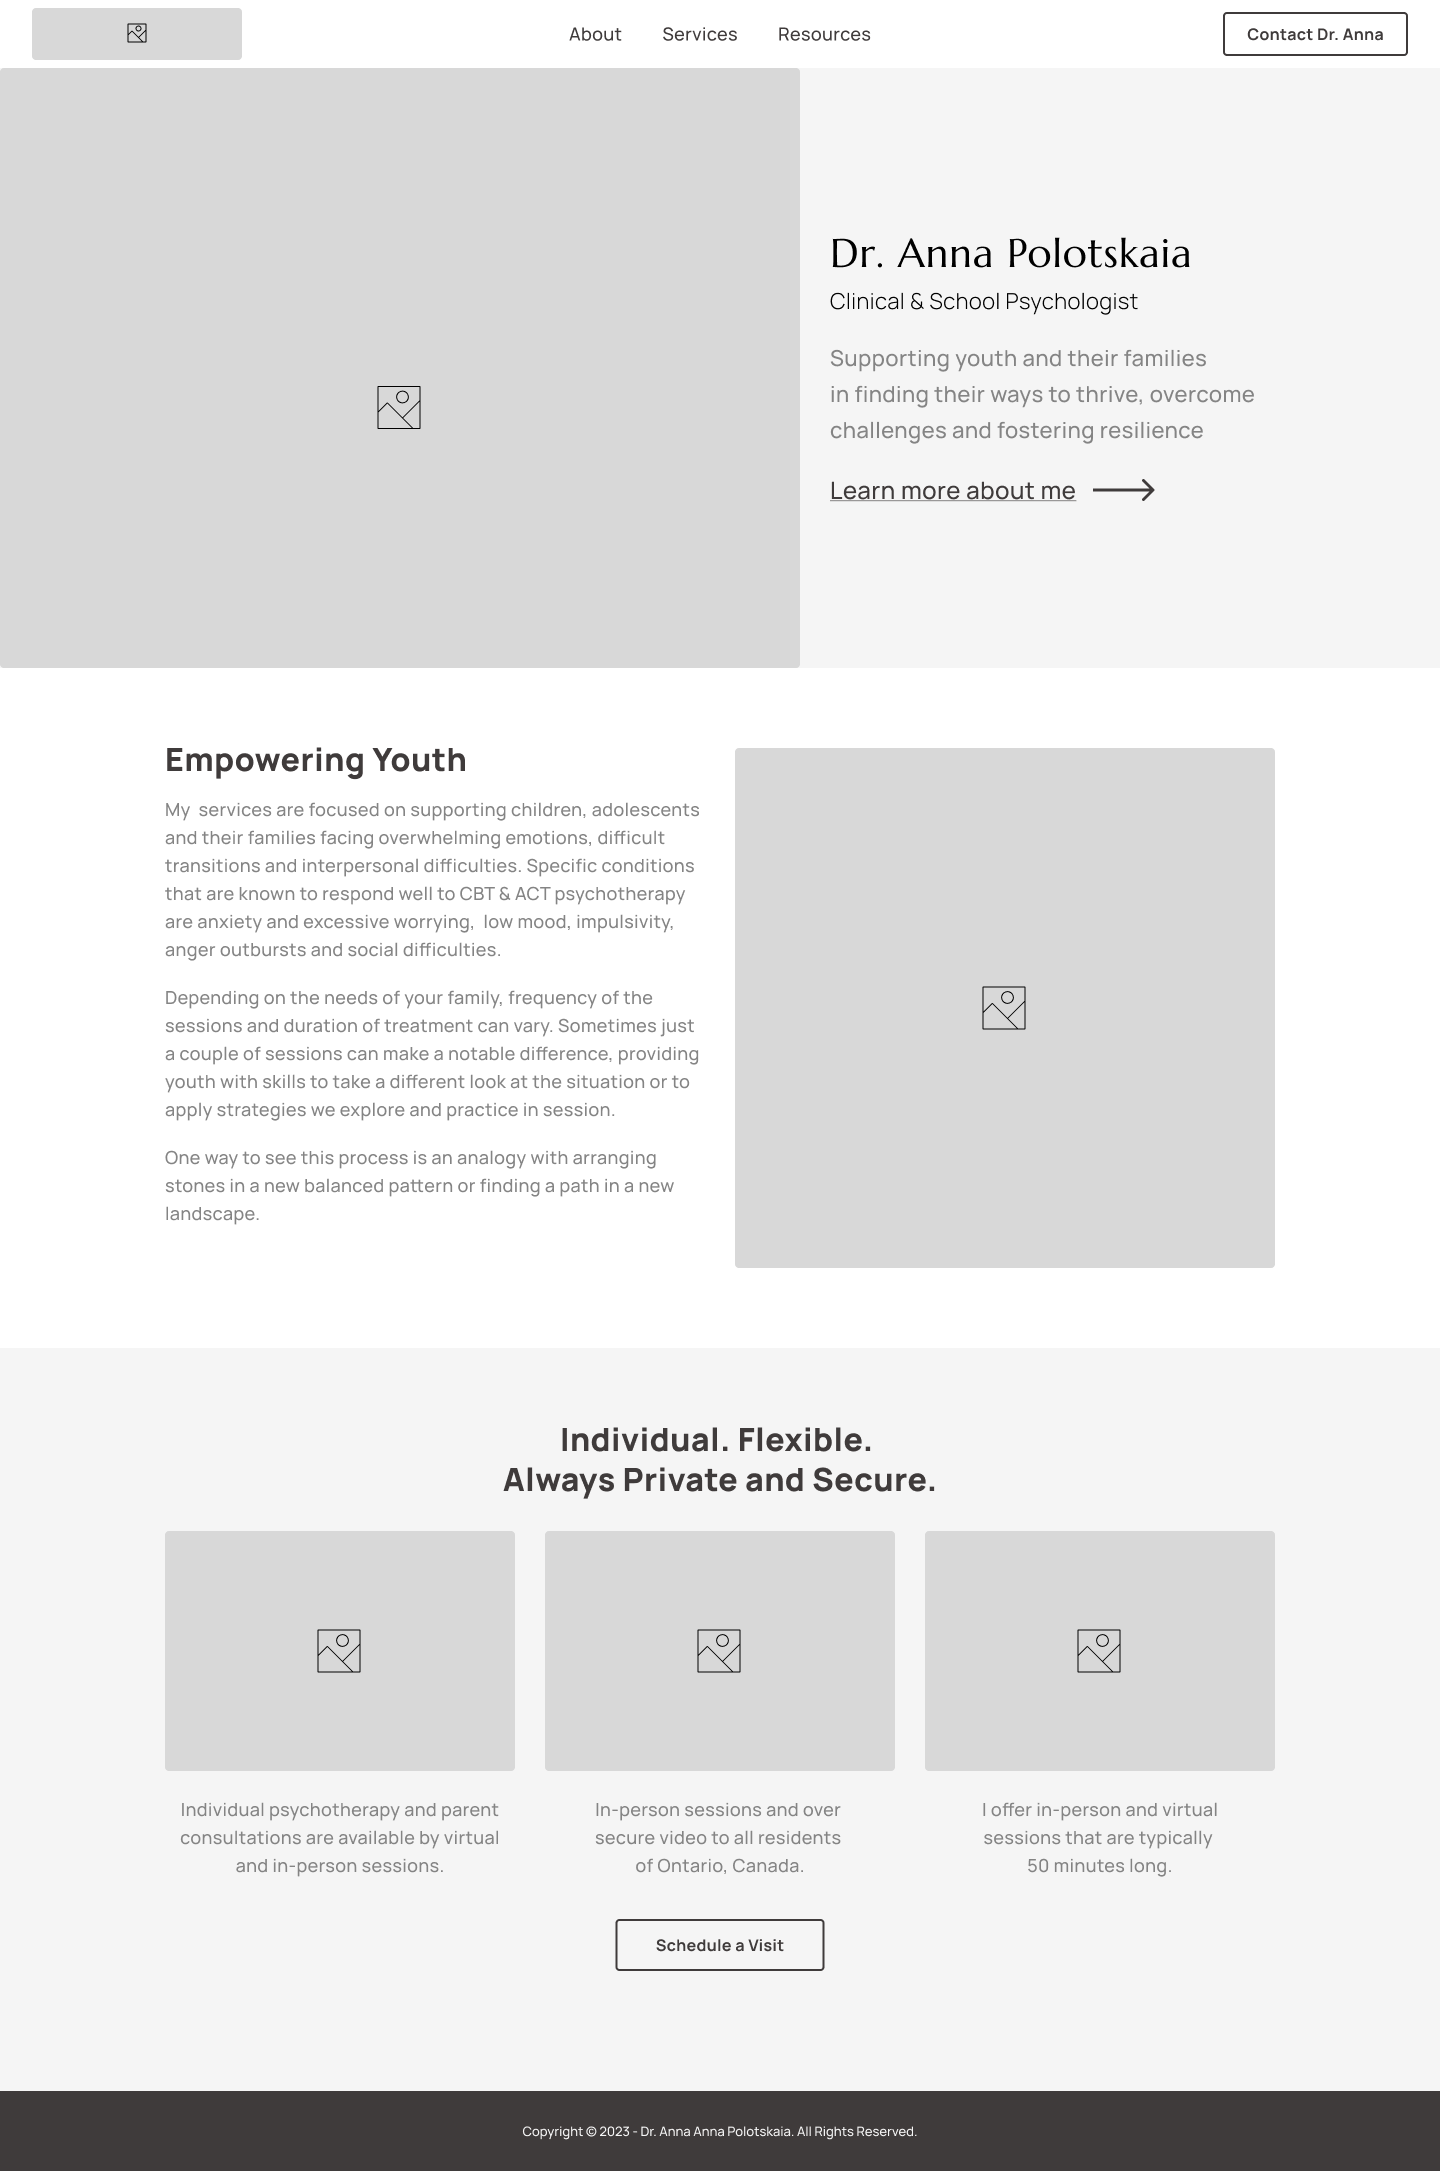 About
Services
Resources
Contact Dr. Anna
Dr. Anna Polotskaia
Clinical & School Psychologist
Supporting youth and their families
in finding their ways to thrive, overcome
challenges and fostering resilience
Learn more about me
Empowering Youth
My  services are focused on supporting children, adolescents
and their families facing overwhelming emotions, difficult
transitions and interpersonal difficulties. Specific conditions
that are known to respond well to CBT & ACT psychotherapy
are anxiety and excessive worrying,  low mood, impulsivity,
anger outbursts and social difficulties.
Depending on the needs of your family, frequency of the
sessions and duration of treatment can vary. Sometimes just
a couple of sessions can make a notable difference, providing
youth with skills to take a different look at the situation or to
apply strategies we explore and practice in session.
One way to see this process is an analogy with arranging
stones in a new balanced pattern or finding a path in a new
landscape.
Individual. Flexible.
Always Private and Secure.
Individual psychotherapy and parent
consultations are available by virtual
and in-person sessions.
In-person sessions and over
secure video to all residents
of Ontario, Canada.
I offer in-person and virtual
sessions that are typically
50 minutes long.
Schedule a Visit
Copyright © 2023 - Dr. Anna Anna Polotskaia. All Rights Reserved.